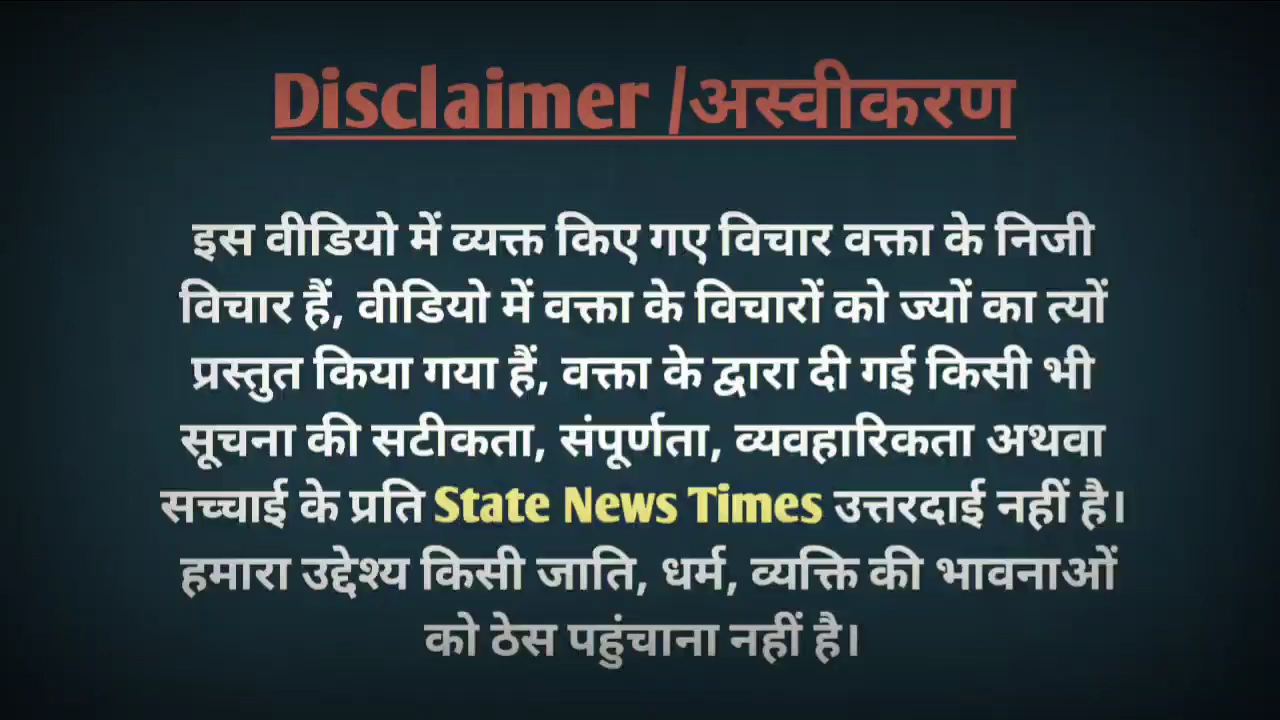 Disclaimer /अस्वीकरण
इस वीडियो में व्यक्त किए गए विचार वक्ता के निजी
विचार हैं, वीडियो में वक्ता के विचारों को ज्यों का त्यों
प्रस्तुत किया गया हैं, वक्ता के द्वारा दी गई किसी भी
सूचना की सटीकता, संपूर्णता, व्यवहारिकता अथवा
सच्चाई के प्रति State News Times उत्तरदाई नहीं है।
हमारा उद्देश्य किसी जाति, धर्म, व्यक्ति की भावनाओं
को ठेस पहुंचाना नहीं है।